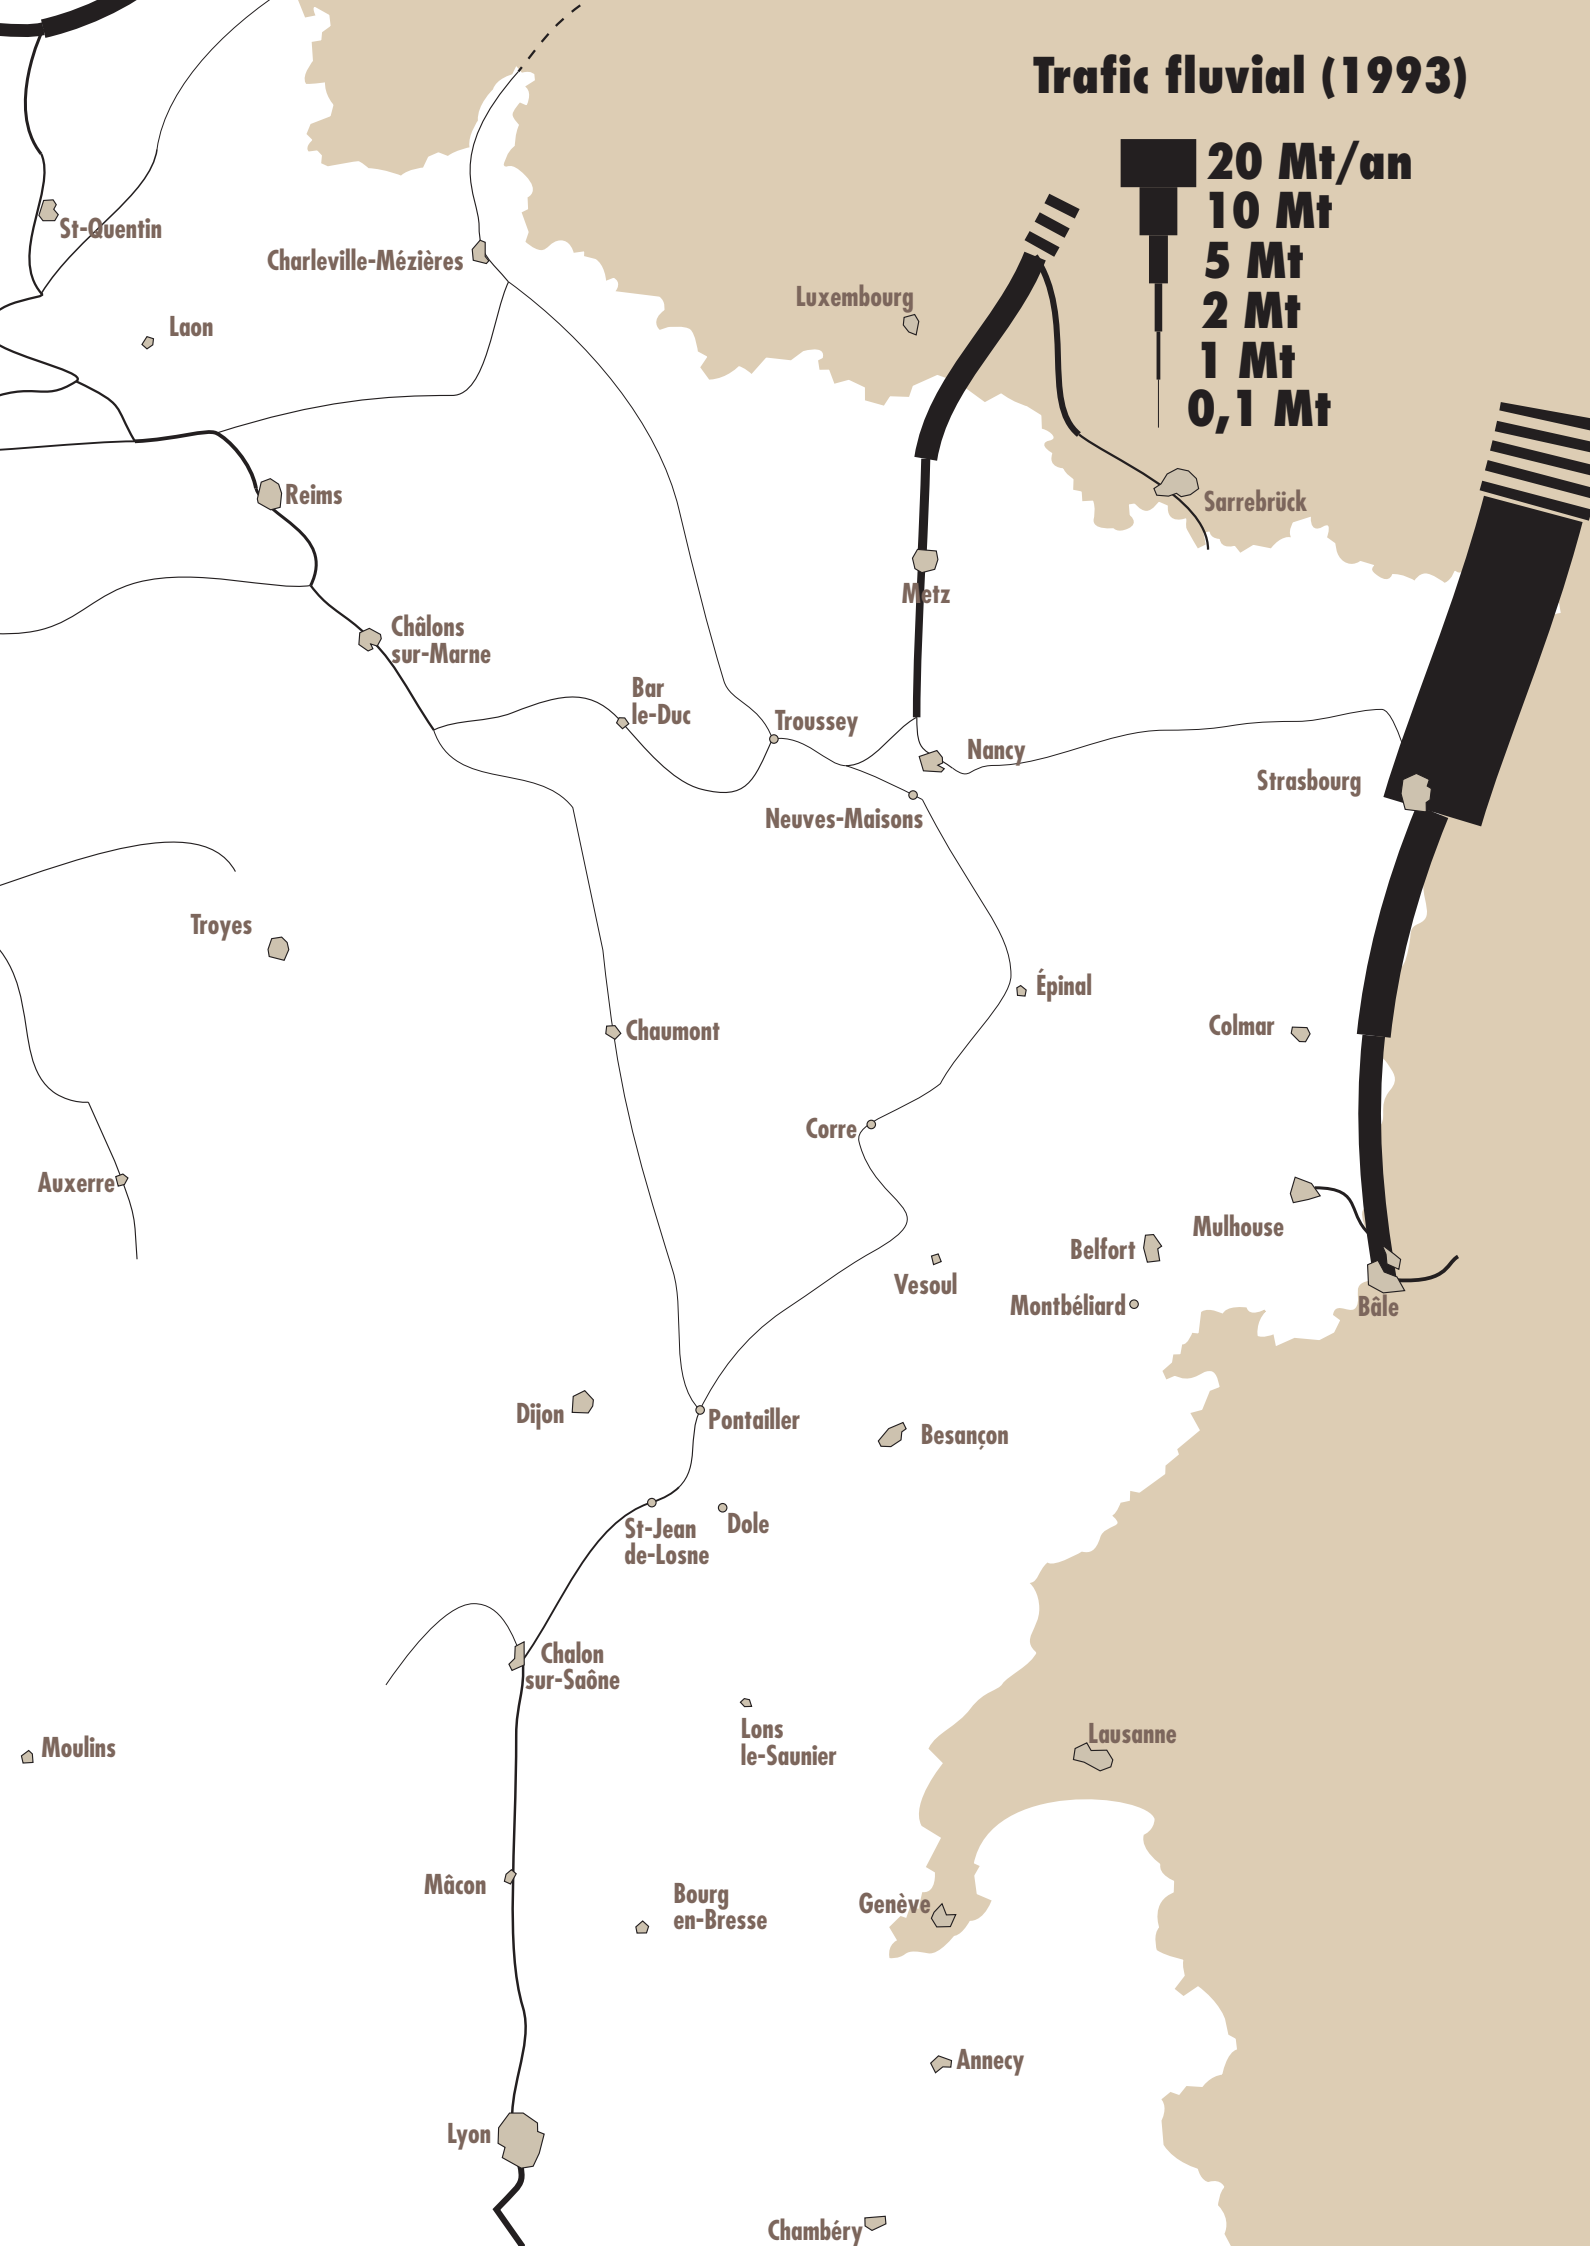 Trafic fluvial (1993)
20 Mt/an
10 Mt
5 Mt
2 Mt
1 Mt
0,1 Mt
St-Quentin
Charleville-Mézières
Luxembourg
Laon
Reims
Sarrebrück
Metz
Châlons
sur-Marne
Bar
le-Duc
Troussey
Nancy
Strasbourg
Neuves-Maisons
Troyes
Épinal
Colmar
Chaumont
Corre
Auxerre
Mulhouse
Belfort
Vesoul
Montbéliard
Bâle
Dijon
Pontailler
Besançon
St-Jean
de-Losne
Dole
Chalon
sur-Saône
Lons
le-Saunier
Lausanne
Moulins
Mâcon
Bourg
en-Bresse
Genève
Annecy
Lyon
Chambéry